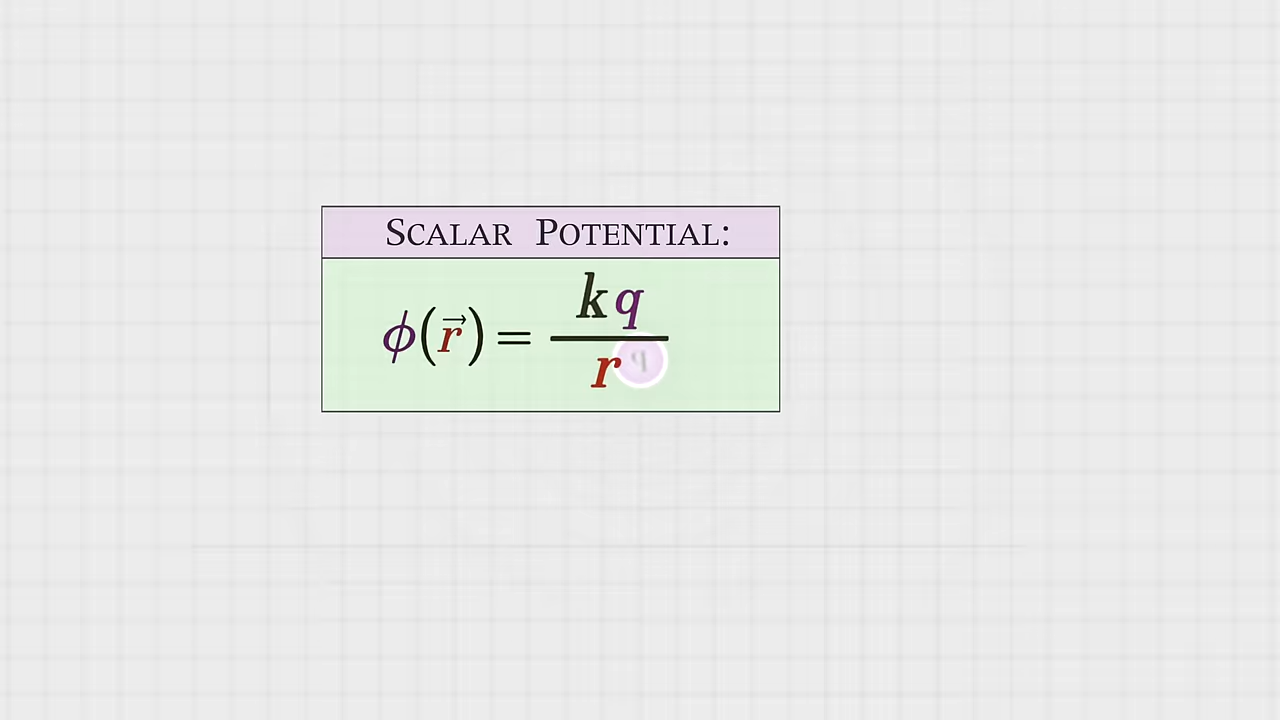 SCALAR POTENTIAL:
ϕ(r⃗) = kq / r
q